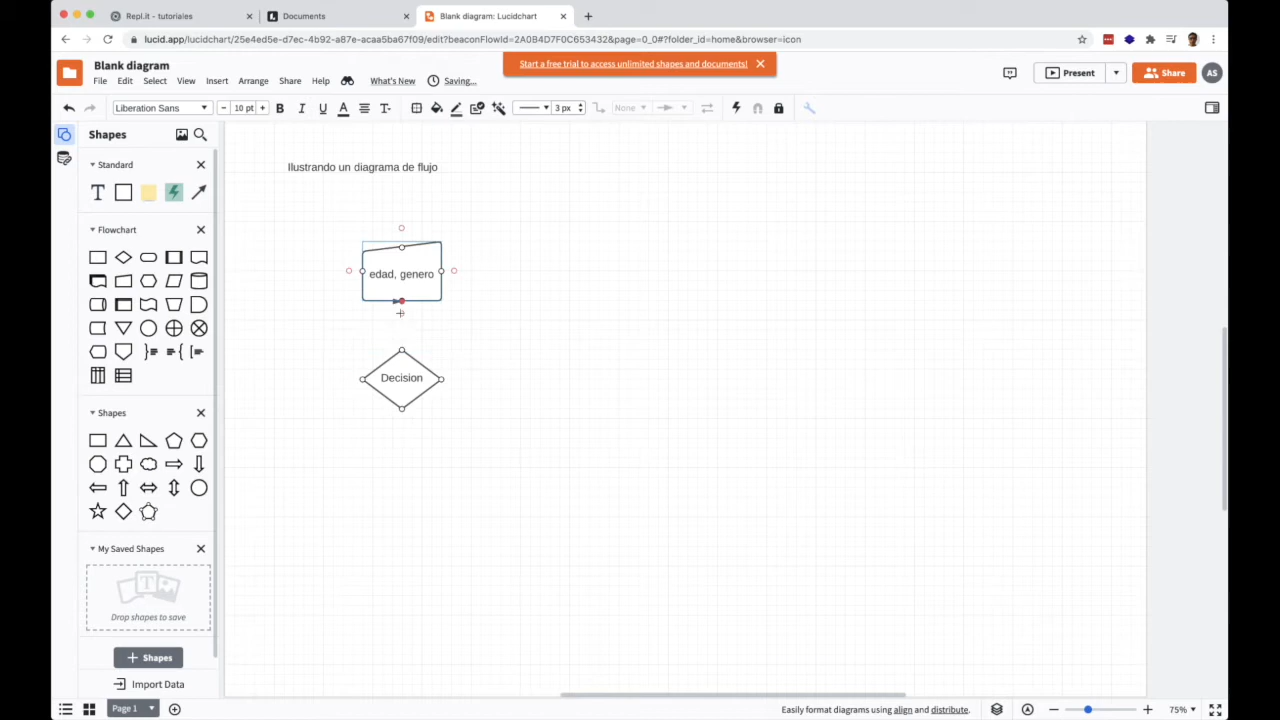 Repl.it - tutoriales
Documents
Blank diagram: Lucidchart
lucid.app/lucidchart/25e4ed5e-d7ec-4b92-a87e-acaa5ba67f09/edit?beaconFlowId=2A0B4D7F0C653432&page=0_0#?folder_id=home&browser=icon
Blank diagram
Start a free trial to access unlimited shapes and documents!
Present
Share
AS
File Edit Select View Insert Arrange Share Help What's New Saving...
Liberation Sans
10 pt
B I U A T
3 px
None
Shapes
Standard
T
Flowchart
Shapes
My Saved Shapes
T
Drop shapes to save
+ Shapes
Import Data
Ilustrando un diagrama de flujo
edad, genero
Decision
Page 1
Easily format diagrams using align and distribute.
75%